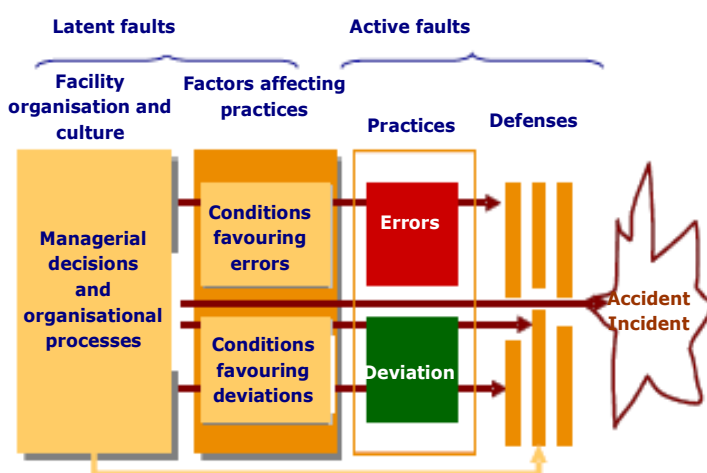 Latent faults
Active faults
Facility
organisation and
culture
Factors affecting
practices
Practices
Defenses
Managerial
decisions
and
organisational
processes
Conditions
favouring
errors
Errors
Conditions
favouring
deviations
Deviation
Accident
Incident